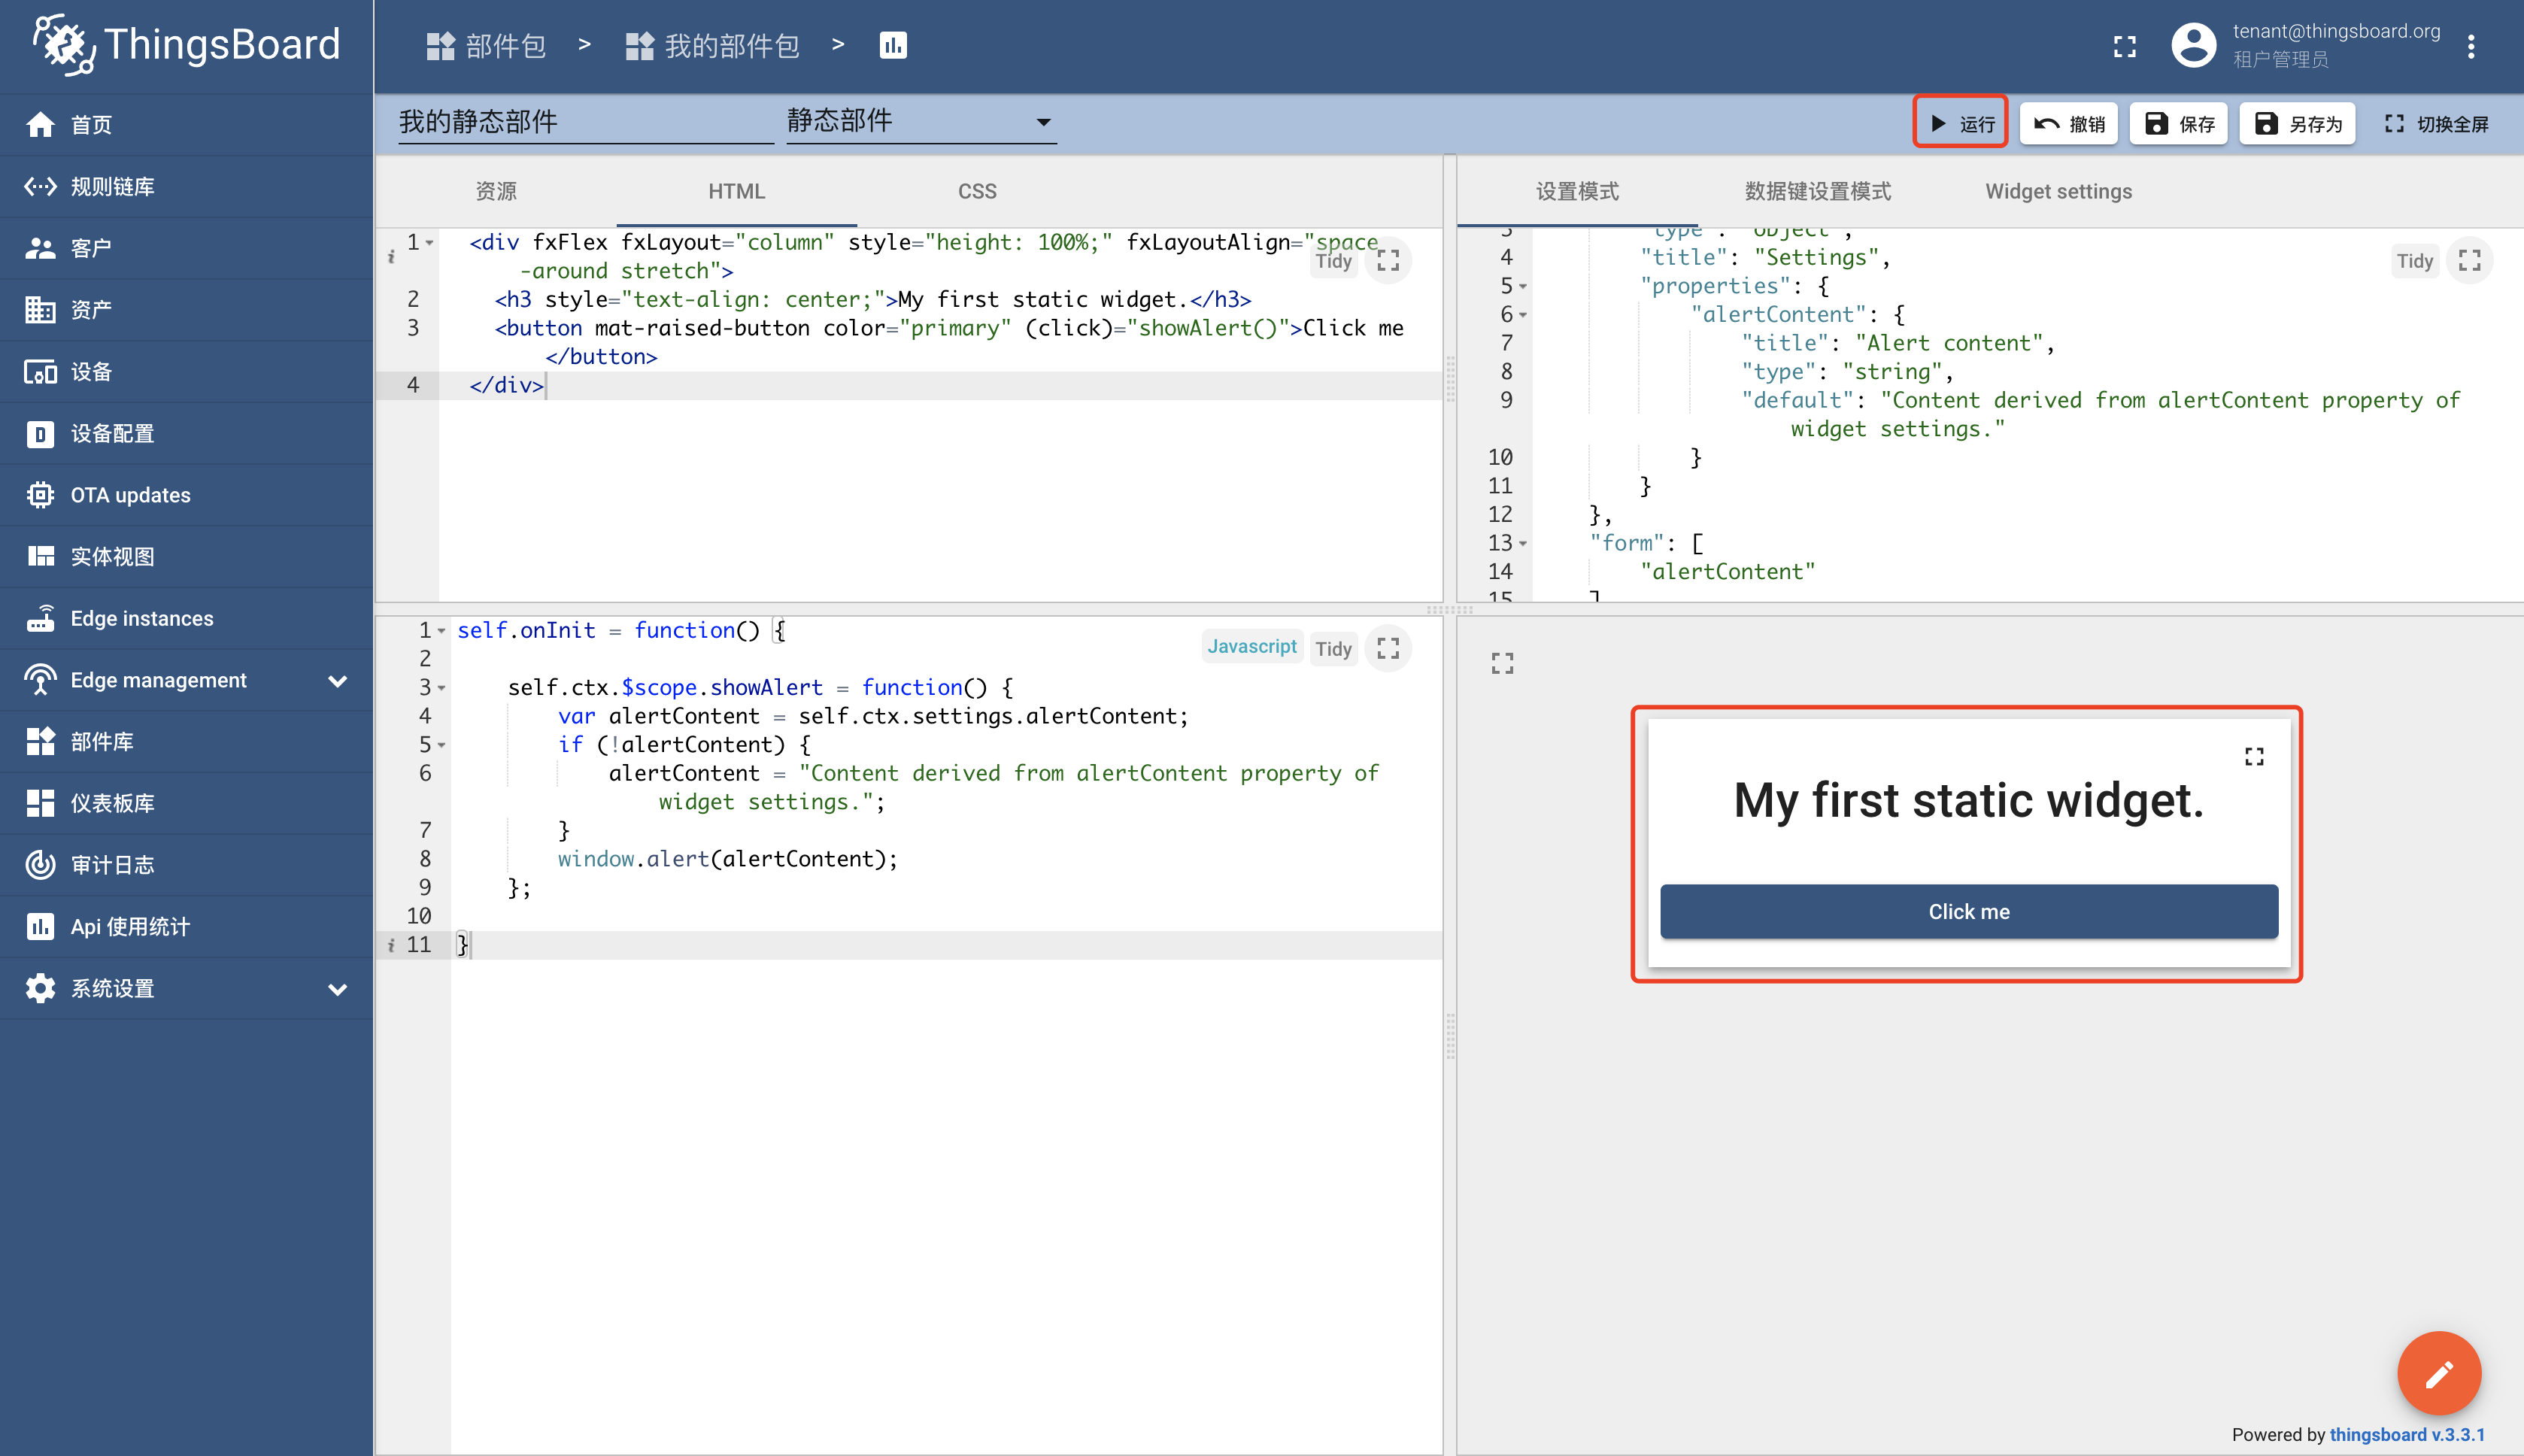 ThingsBoard
部件包 > 我的部件包 >
tenant@thingsboard.org
租户管理员
首页
规则链库
客户
资产
设备
设备配置
OTA updates
实体视图
Edge instances
Edge management
部件库
仪表板库
审计日志
Api 使用统计
系统设置
我的静态部件
静态部件
运行
撤销
保存
另存为
切换全屏
资源 HTML CSS
Tidy
1 <div fxFlex fxLayout="column" style="height: 100%;" fxLayoutAlign="space
-around stretch">
2 <h3 style="text-align: center;">My first static widget.</h3>
3 <button mat-raised-button color="primary" (click)="showAlert()">Click me
</button>
4 </div>
设置模式 数据键设置模式 Widget settings
Tidy
3 "type": "object",
4 "title": "Settings",
5 "properties": {
6 "alertContent": {
7 "title": "Alert content",
8 "type": "string",
9 "default": "Content derived from alertContent property of
widget settings."
10 }
11 }
12 },
13 "form": [
14 "alertContent"
15 ]
Javascript Tidy
1 self.onInit = function() {
2
3 self.ctx.$scope.showAlert = function() {
4 var alertContent = self.ctx.settings.alertContent;
5 if (!alertContent) {
6 alertContent = "Content derived from alertContent property of
widget settings.";
7 }
8 window.alert(alertContent);
9 };
10
11 }
My first static widget.
Click me
Powered by thingsboard v.3.3.1